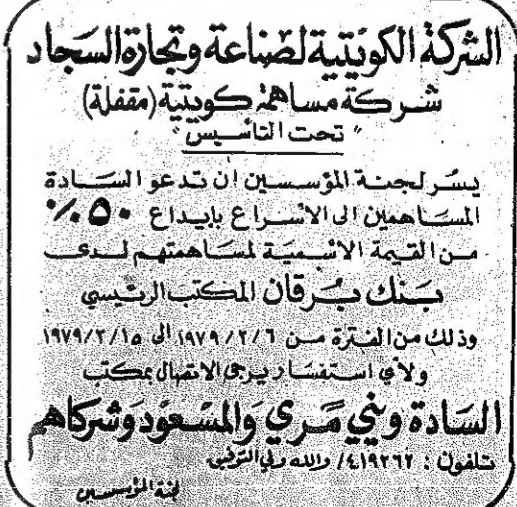 الشركة الكويتية لصناعة وتجارة السجاد
شركة مساهمة كويتية (مقفلة)
"تحت التأسيس"
يسر لجنة المؤسسين ان تدعو السادة
المساهمين الى الاسراع بإيداع ٥٠٪
من القيمة الاسمية لمساهمتهم لدى
بنك برقان المكتب الرئيسي
وذلك من الفترة من ١٩٧٩/٢/٦ الى ١٩٧٩/٢/١٥
ولأي استفسار يرجى الاتصال بمكتب
السادة ويني مري والمسعود وشركاهم
تلفون : ٤١٩٢٦٢/ والله ولي التوفيق
لجنة المؤسسين